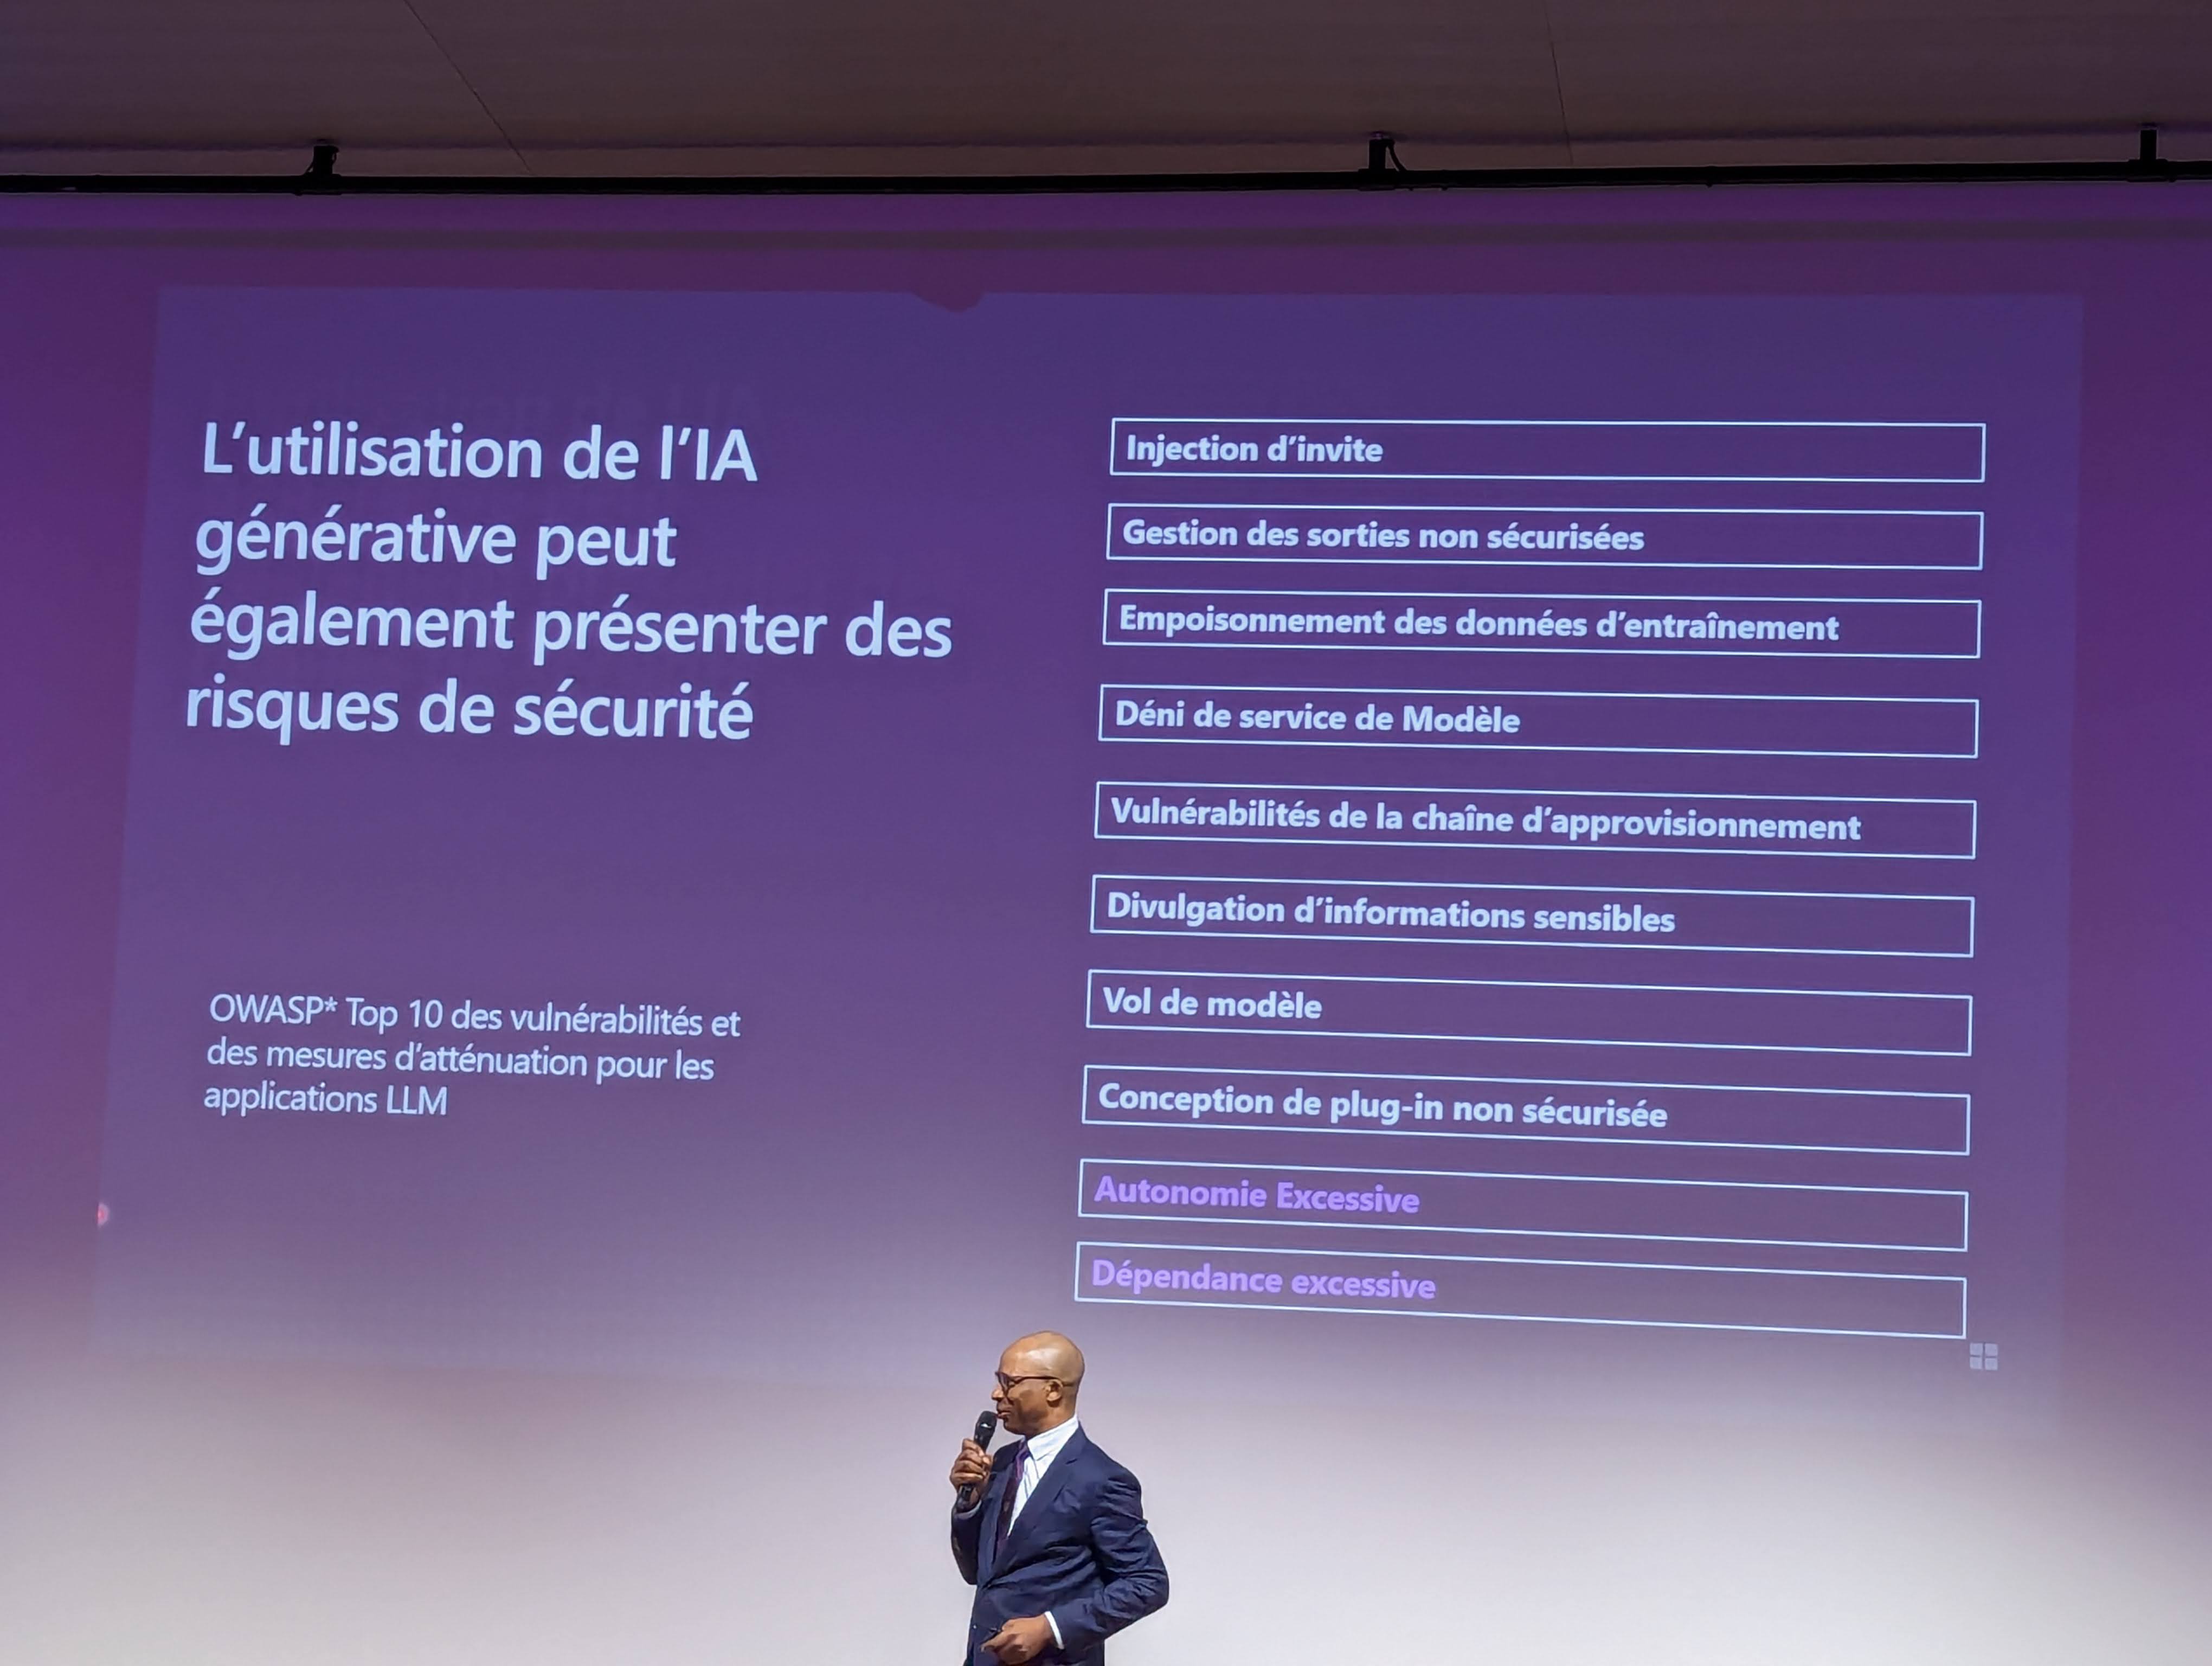 L'utilisation de l'IA
générative peut
également présenter des
risques de sécurité
OWASP* Top 10 des vulnérabilités et
des mesures d'atténuation pour les
applications LLM
Injection d'invite
Gestion des sorties non sécurisées
Empoisonnement des données d'entraînement
Déni de service de Modèle
Vulnérabilités de la chaîne d'approvisionnement
Divulgation d'informations sensibles
Vol de modèle
Conception de plug-in non sécurisée
Autonomie Excessive
Dépendance excessive